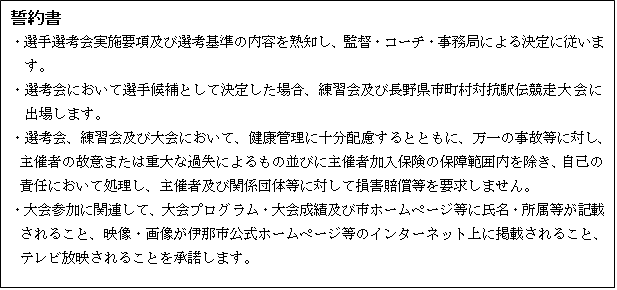 誓約書
・選手選考会実施要項及び選考基準の内容を熟知し、監督・コーチ・事務局による決定に従いま
す。
・選考会において選手候補として決定した場合、練習会及び長野県市町村対抗駅伝競走大会に
出場します。
・選考会、練習会及び大会において、健康管理に十分配慮するとともに、万一の事故等に対し、
主催者の故意または重大な過失によるもの並びに主催者加入保険の保障範囲内を除き、自己の
責任において処理し、主催者及び関係団体等に対して損害賠償等を要求しません。
・大会参加に関連して、大会プログラム・大会成績及び市ホームページ等に氏名・所属等が記載
されること、映像・画像が伊那市公式ホームページ等のインターネット上に掲載されること、
テレビ放映されることを承諾します。